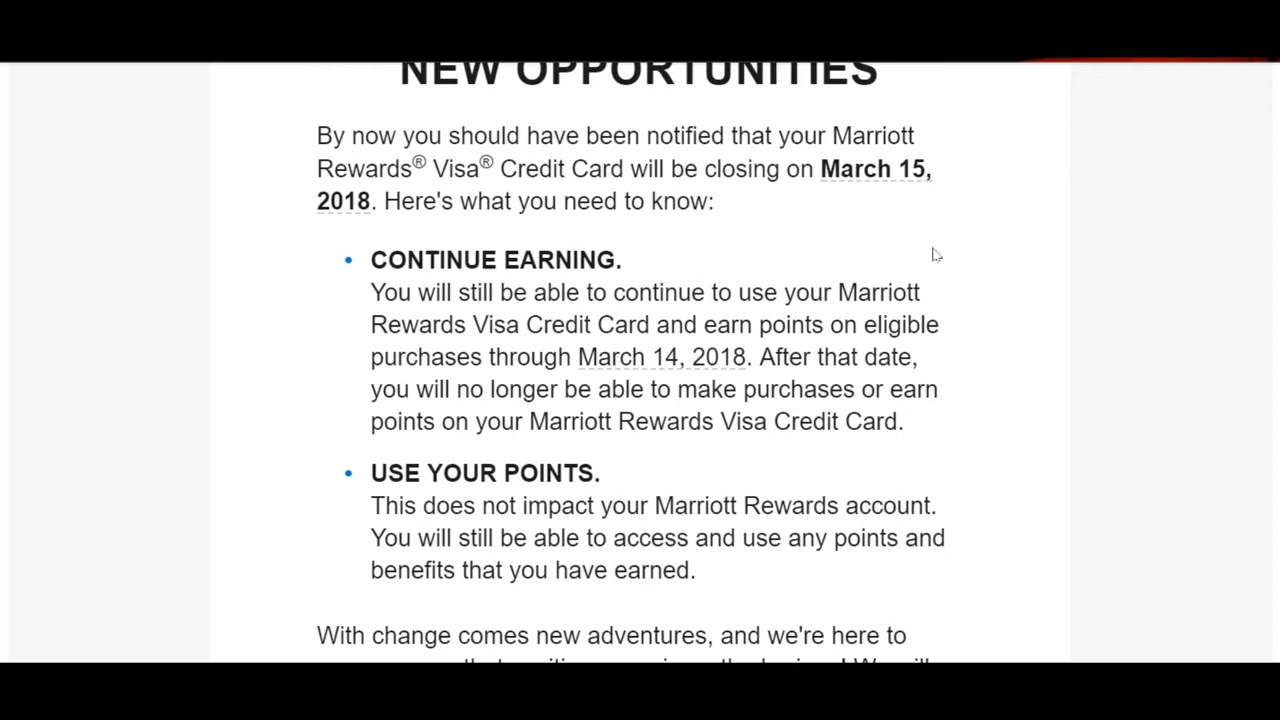 NEW OPPORTUNITIES
By now you should have been notified that your Marriott
Rewards® Visa® Credit Card will be closing on March 15,
2018. Here's what you need to know:
• CONTINUE EARNING.
You will still be able to continue to use your Marriott
Rewards Visa Credit Card and earn points on eligible
purchases through March 14, 2018. After that date,
you will no longer be able to make purchases or earn
points on your Marriott Rewards Visa Credit Card.
• USE YOUR POINTS.
This does not impact your Marriott Rewards account.
You will still be able to access and use any points and
benefits that you have earned.
With change comes new adventures, and we're here to